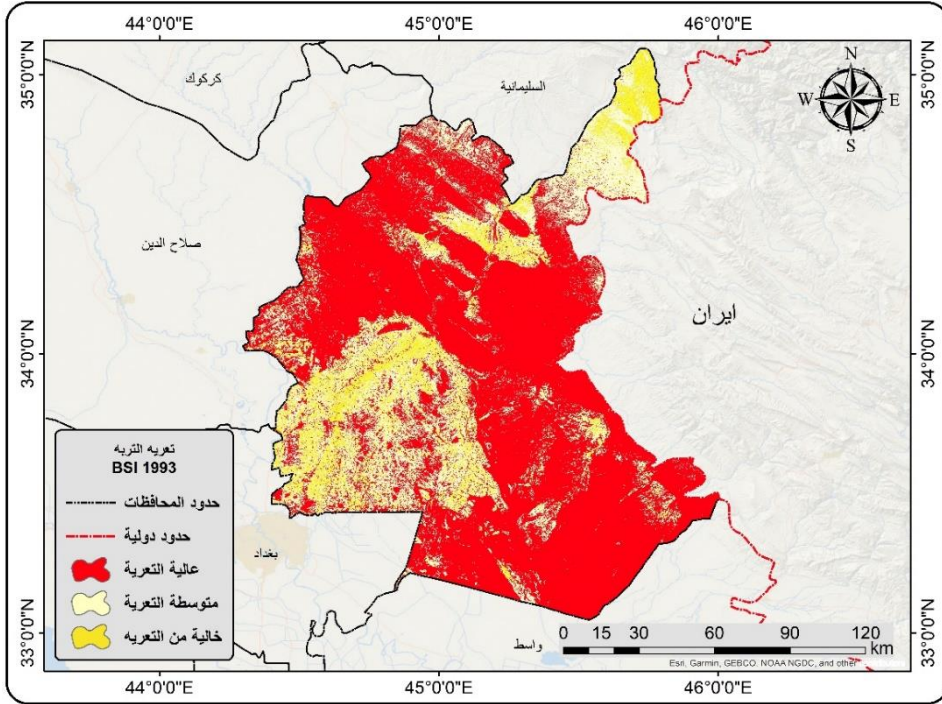 44°0'0"E 45°0'0"E 46°0'0"E
35°0'0"N
35°0'0"N
كركوك
السليمانية
N
W E
S
صلاح الدين
ايران
34°0'0"N
34°0'0"N
تعريه التربه
BSI 1993
حدود المحافظات
حدود دولية
عالية التعرية
متوسطة التعرية
خالية من التعريه
بغداد
واسط
0 15 30 60 90 120
km
Esri, Garmin, GEBCO, NOAA NGDC, and other
33°0'0"N
33°0'0"N
44°0'0"E 45°0'0"E 46°0'0"E